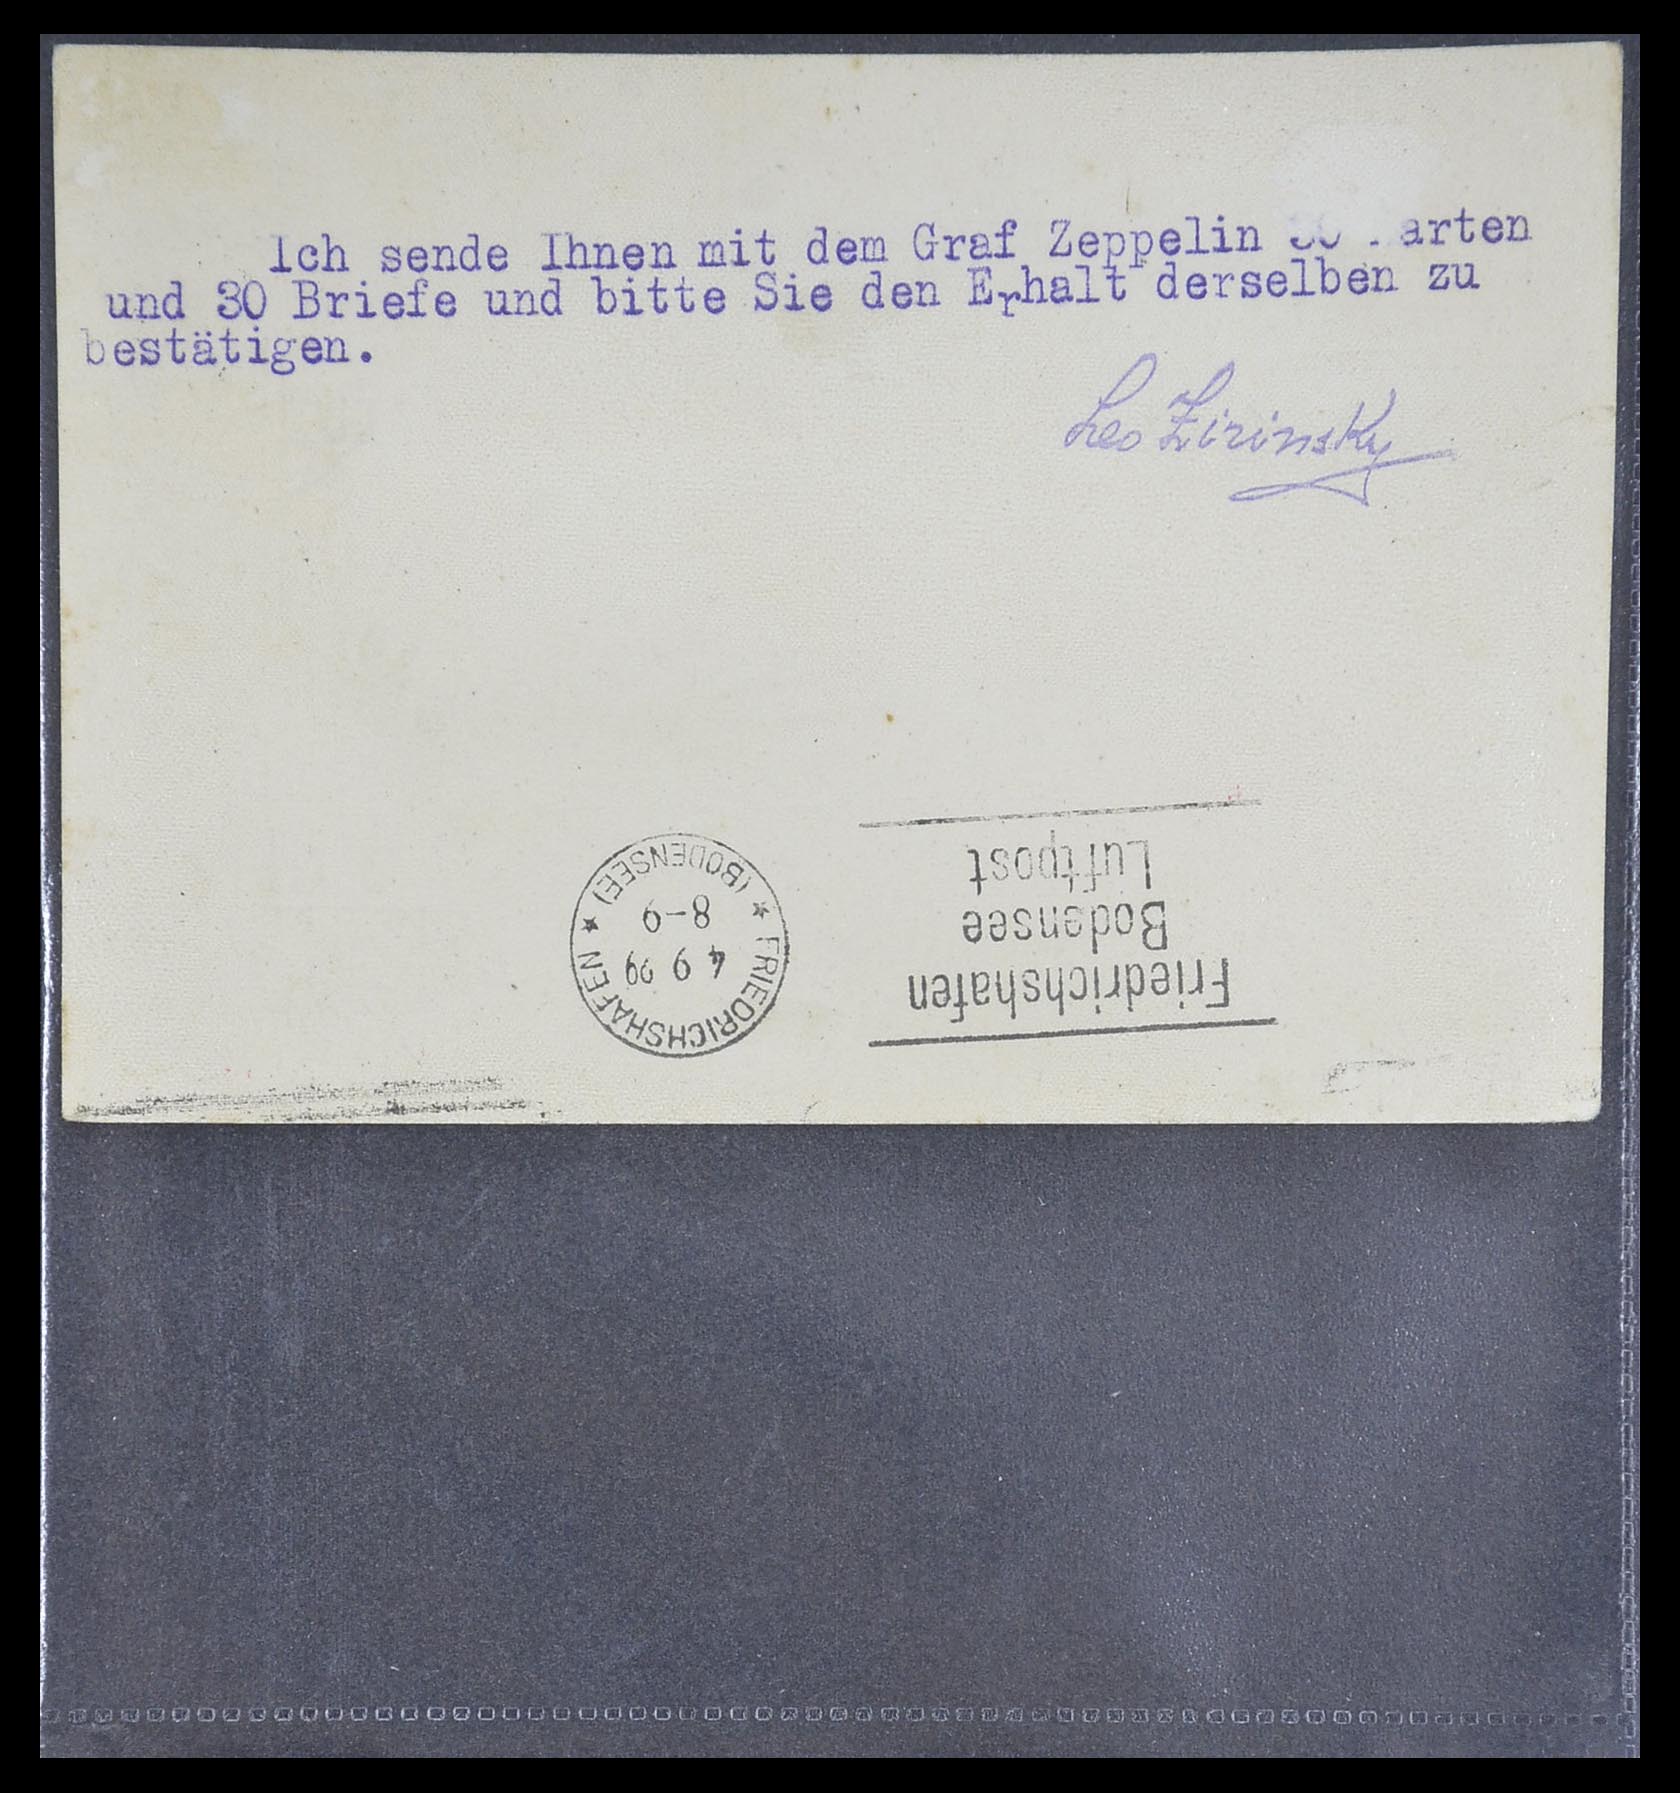 Ich sende Ihnen mit dem Graf Zeppelin
und 30 Briefe und bitte Sie den Erhalt derselben zu
bestätigen.
Leo Zirinsky
Friedrichshafen
Bodensee
Luftpost
FRIEDRICHSHAFEN
4 9 29
8-9
(BODENSEE)